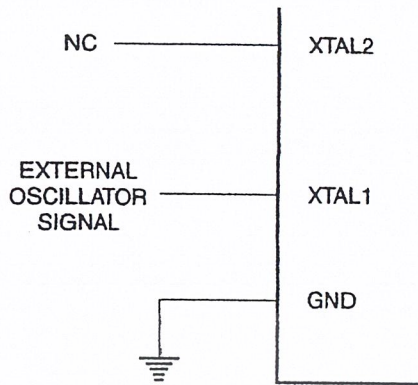 NC
XTAL2
EXTERNAL
OSCILLATOR
SIGNAL
XTAL1
GND